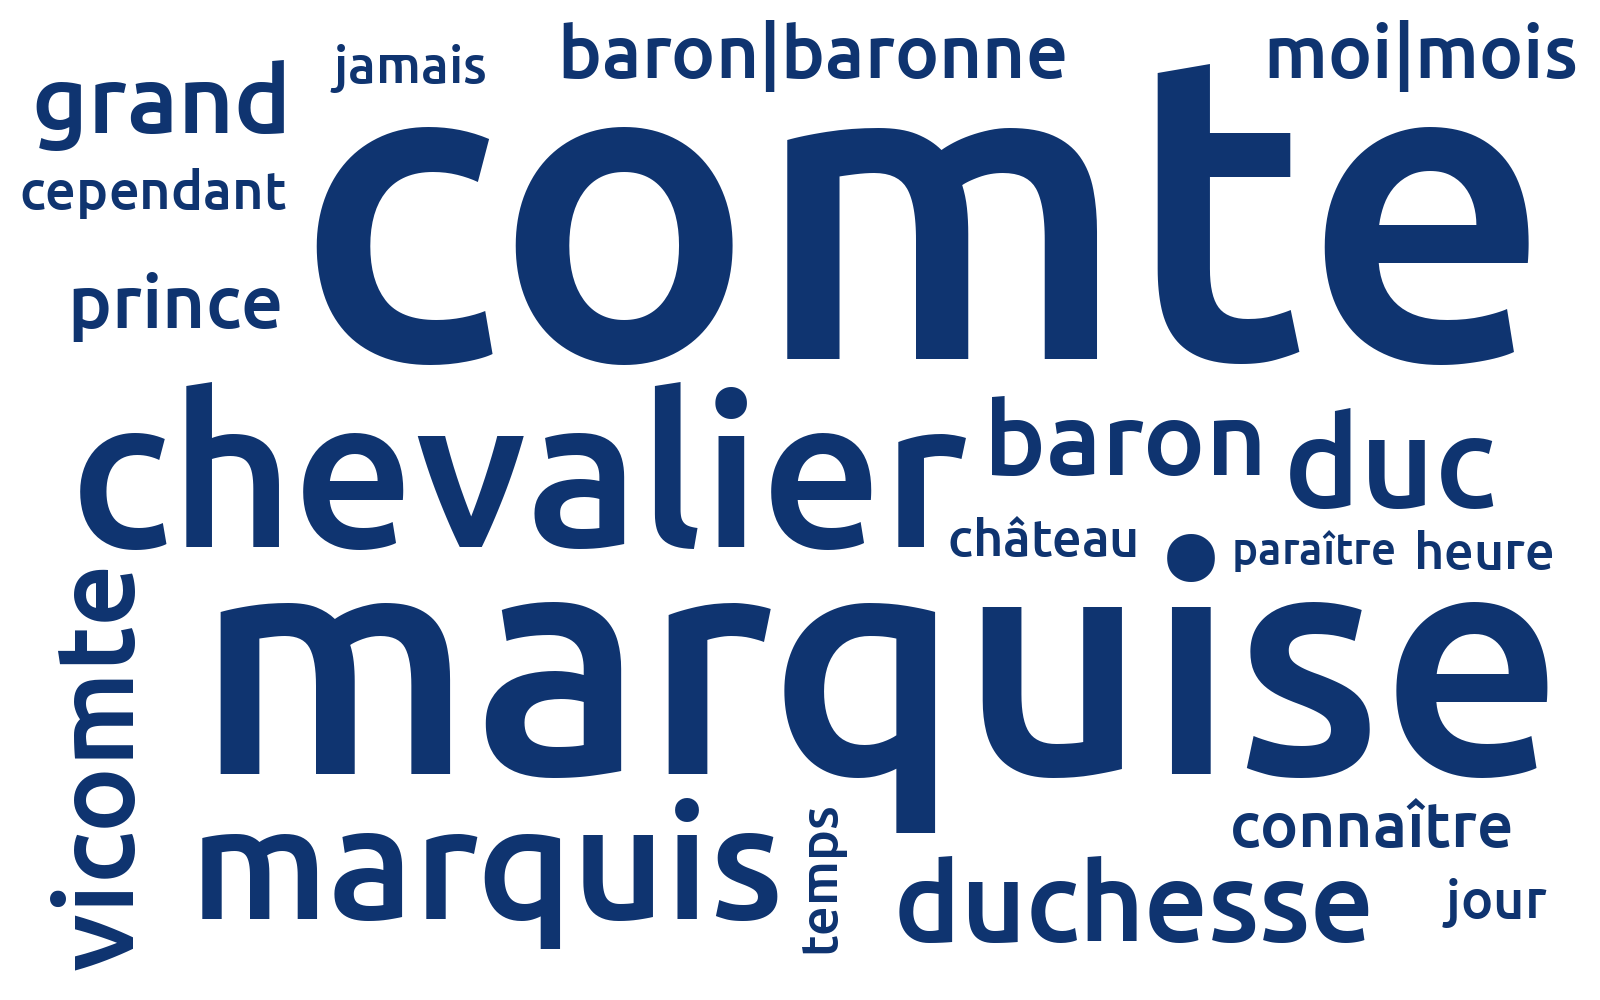 baron|baronne
moi|mois
jamais
grand
comte
cependant
prince
chevalier
baron
duc
château
paraître
heure
vicomte
marquise
marquis
temps
connaître
duchesse
jour